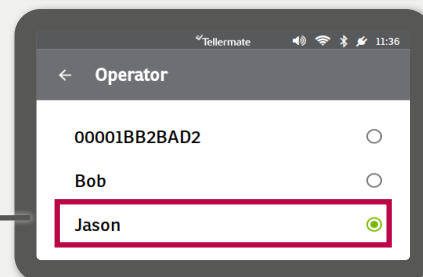 Tellermate 11:36
← Operator
00001BB2BAD2
Bob
Jason